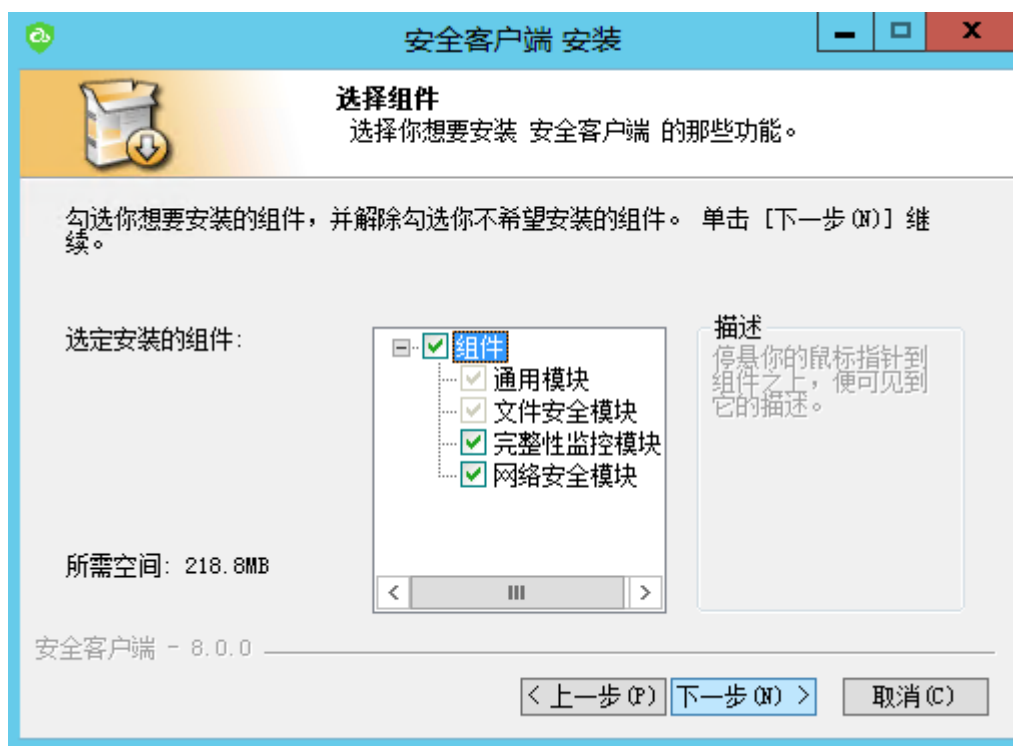 安全客户端 安装
选择组件
选择你想要安装 安全客户端 的那些功能。
勾选你想要安装的组件，并解除勾选你不希望安装的组件。 单击 [下一步(N)] 继
续。
选定安装的组件:
组件
通用模块
文件安全模块
完整性监控模块
网络安全模块
描述
停悬你的鼠标指针到
组件之上，便可见到
它的描述。
所需空间: 218.8MB
安全客户端 - 8.0.0
< 上一步(P)
下一步(N) >
取消(C)